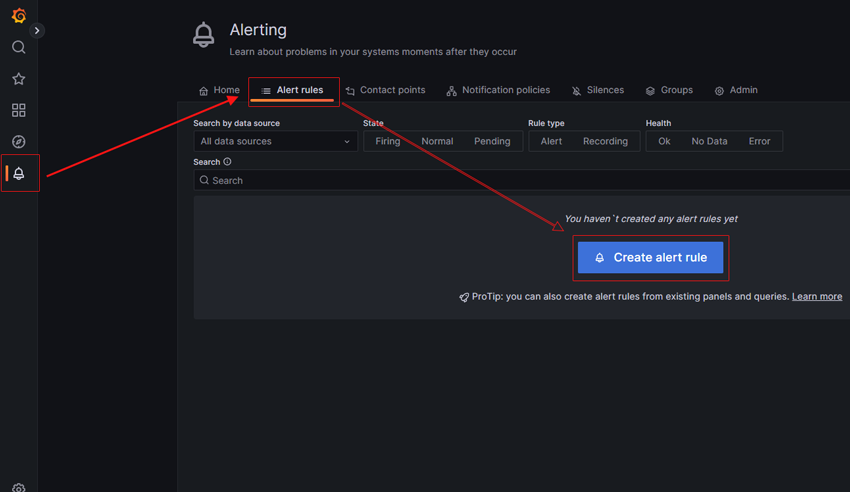 Alerting
Learn about problems in your systems moments after they occur
Home Alert rules Contact points Notification policies Silences Groups Admin
Search by data source State Rule type Health
All data sources Firing Normal Pending Alert Recording Ok No Data Error
Search
Search
You haven`t created any alert rules yet
Create alert rule
ProTip: you can also create alert rules from existing panels and queries. Learn more